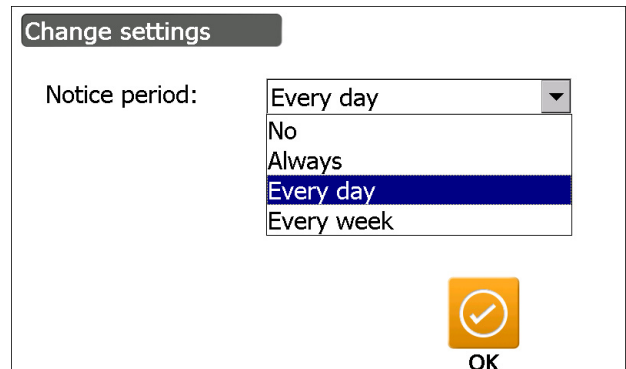 Change settings
Notice period:
Every day
No
Always
Every day
Every week
OK